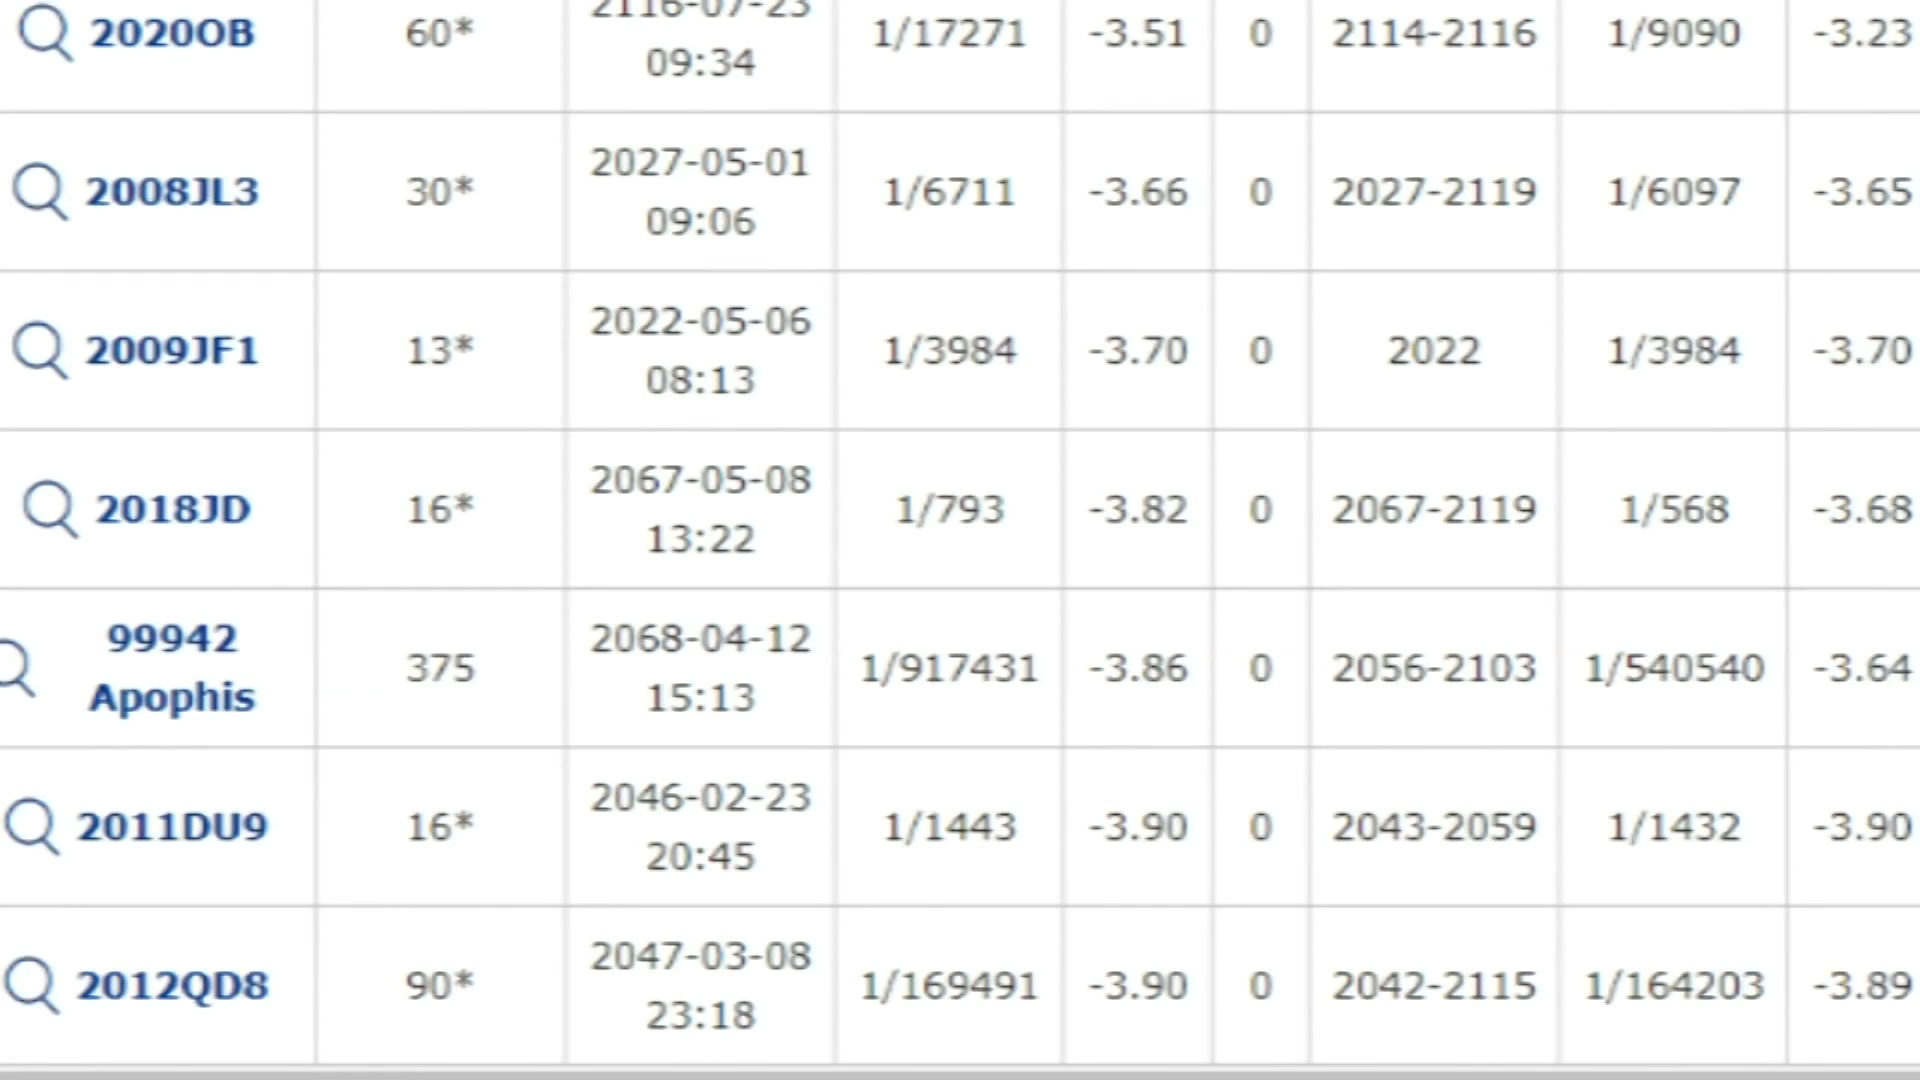 2020OB 60* 2116-07-23 09:34 1/17271 -3.51 0 2114-2116 1/9090 -3.23
2008JL3 30* 2027-05-01 09:06 1/6711 -3.66 0 2027-2119 1/6097 -3.65
2009JF1 13* 2022-05-06 08:13 1/3984 -3.70 0 2022 1/3984 -3.70
2018JD 16* 2067-05-08 13:22 1/793 -3.82 0 2067-2119 1/568 -3.68
99942 Apophis 375 2068-04-12 15:13 1/917431 -3.86 0 2056-2103 1/540540 -3.64
2011DU9 16* 2046-02-23 20:45 1/1443 -3.90 0 2043-2059 1/1432 -3.90
2012QD8 90* 2047-03-08 23:18 1/169491 -3.90 0 2042-2115 1/164203 -3.89